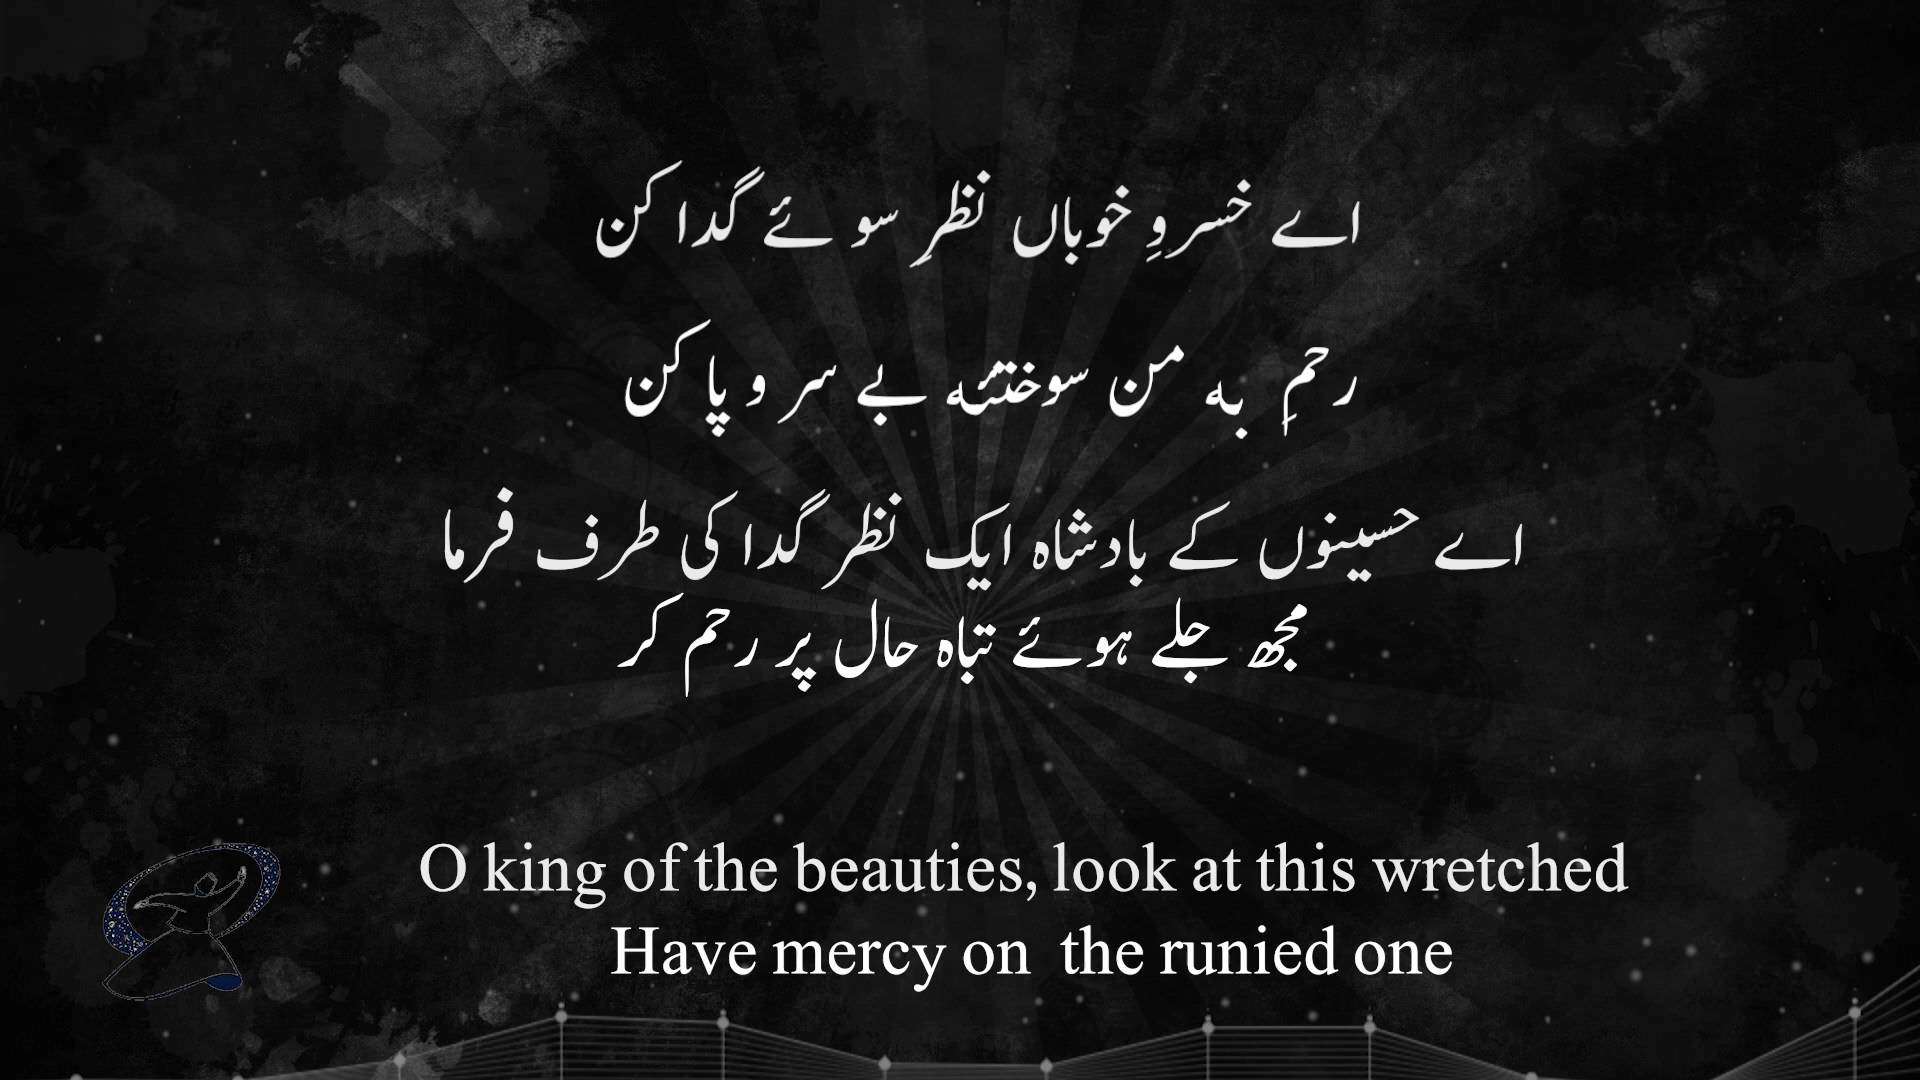 اے خسروِ خوباں نظرِ سوئے گدا کن
رحمِ بہ من سوختئہ بے سر و پا کن
اے حسینوں کے بادشاہ ایک نظر گدا کی طرف فرما
مجھ جلے ہوئے تباہ حال پر رحم کر
O king of the beauties, look at this wretched
Have mercy on the runied one